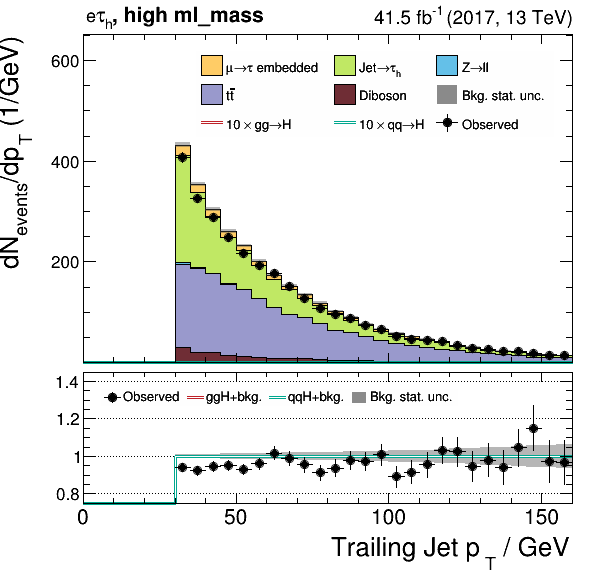 eτh, high ml_mass 41.5 fb-1 (2017, 13 TeV)
dNevents/dpT (1/GeV)
600
400
200
μ→τ embedded Jet→τh Z→ll
tt̄ Diboson Bkg. stat. unc.
10 × gg→H 10 × qq→H Observed
1.4
1.2
1
0.8
Observed ggH+bkg. qqH+bkg. Bkg. stat. unc.
0 50 100 150
Trailing Jet pT / GeV